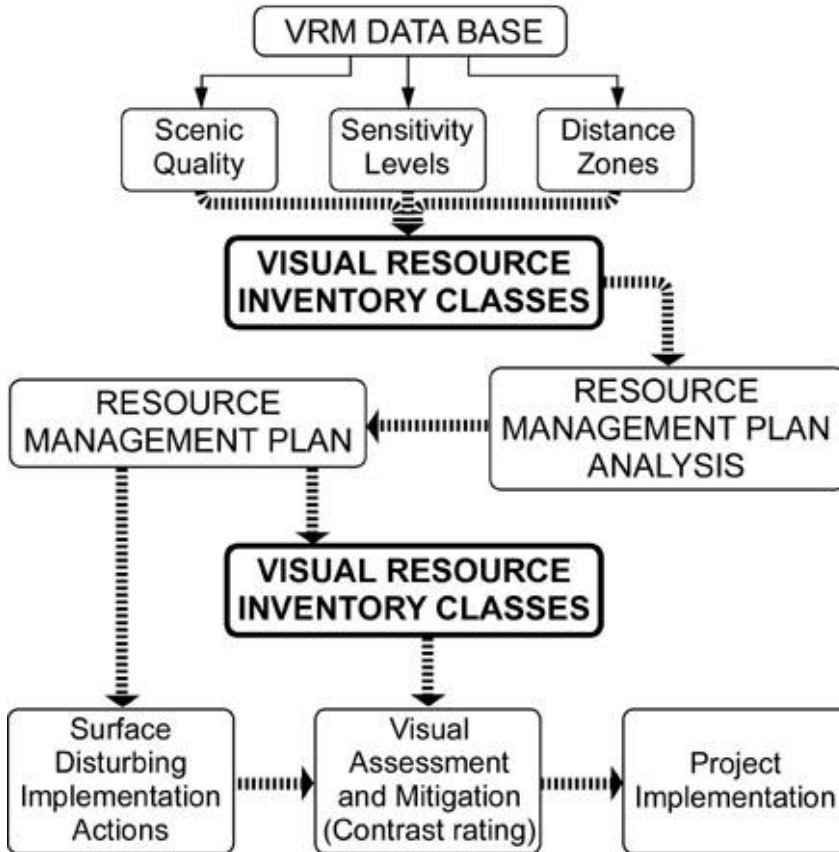 VRM DATA BASE
Scenic
Quality
Sensitivity
Levels
Distance
Zones
VISUAL RESOURCE
INVENTORY CLASSES
RESOURCE
MANAGEMENT PLAN
RESOURCE
MANAGEMENT PLAN
ANALYSIS
VISUAL RESOURCE
INVENTORY CLASSES
Surface
Disturbing
Implementation
Actions
Visual
Assessment
and Mitigation
(Contrast rating)
Project
Implementation